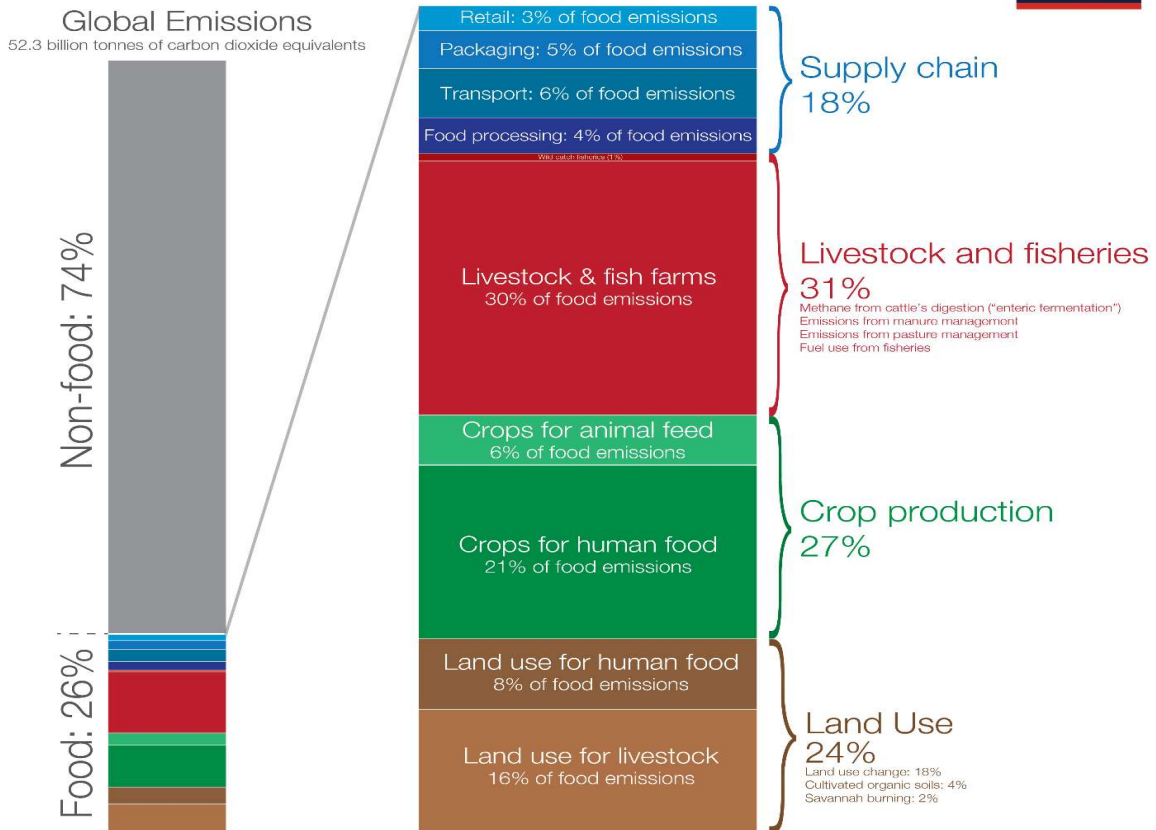 Global Emissions
52.3 billion tonnes of carbon dioxide equivalents
Non-food: 74%
Food: 26%
Retail: 3% of food emissions
Packaging: 5% of food emissions
Transport: 6% of food emissions
Food processing: 4% of food emissions
Wild catch fisheries (1%)
Livestock & fish farms
30% of food emissions
Crops for animal feed
6% of food emissions
Crops for human food
21% of food emissions
Land use for human food
8% of food emissions
Land use for livestock
16% of food emissions
Supply chain
18%
Livestock and fisheries
31%
Methane from cattle's digestion ("enteric fermentation")
Emissions from manure management
Emissions from pasture management
Fuel use from fisheries
Crop production
27%
Land Use
24%
Land use change: 18%
Cultivated organic soils: 4%
Savannah burning: 2%